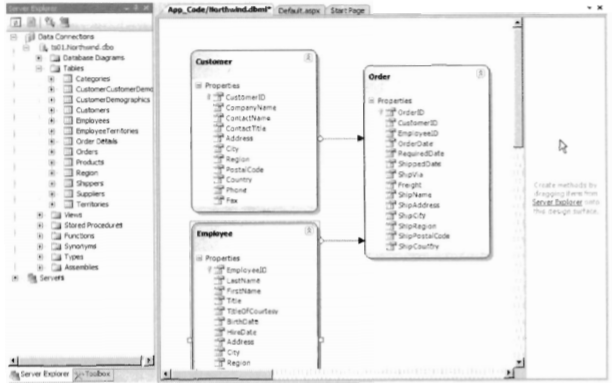 Server Explorer
Data Connections
ts01.Northwind.dbo
Database Diagrams
Tables
Categories
CustomerCustomerDemo
CustomerDemographics
Customers
Employees
EmployeeTerritories
Order Details
Orders
Products
Region
Shippers
Suppliers
Territories
Views
Stored Procedures
Functions
Synonyms
Types
Assemblies
Servers
Server Explorer
Toolbox
App_Code/Northwind.dbml*
Default.aspx
Start Page
Customer
Properties
CustomerID
CompanyName
ContactName
ContactTitle
Address
City
Region
PostalCode
Country
Phone
Fax
Order
Properties
OrderID
CustomerID
EmployeeID
OrderDate
RequiredDate
ShippedDate
ShipVia
Freight
ShipName
ShipAddress
ShipCity
ShipRegion
ShipPostalCode
ShipCountry
Employee
Properties
EmployeeID
LastName
FirstName
Title
TitleOfCourtesy
BirthDate
HireDate
Address
City
Region
Create methods by
dragging items from
Server Explorer onto
this design surface.